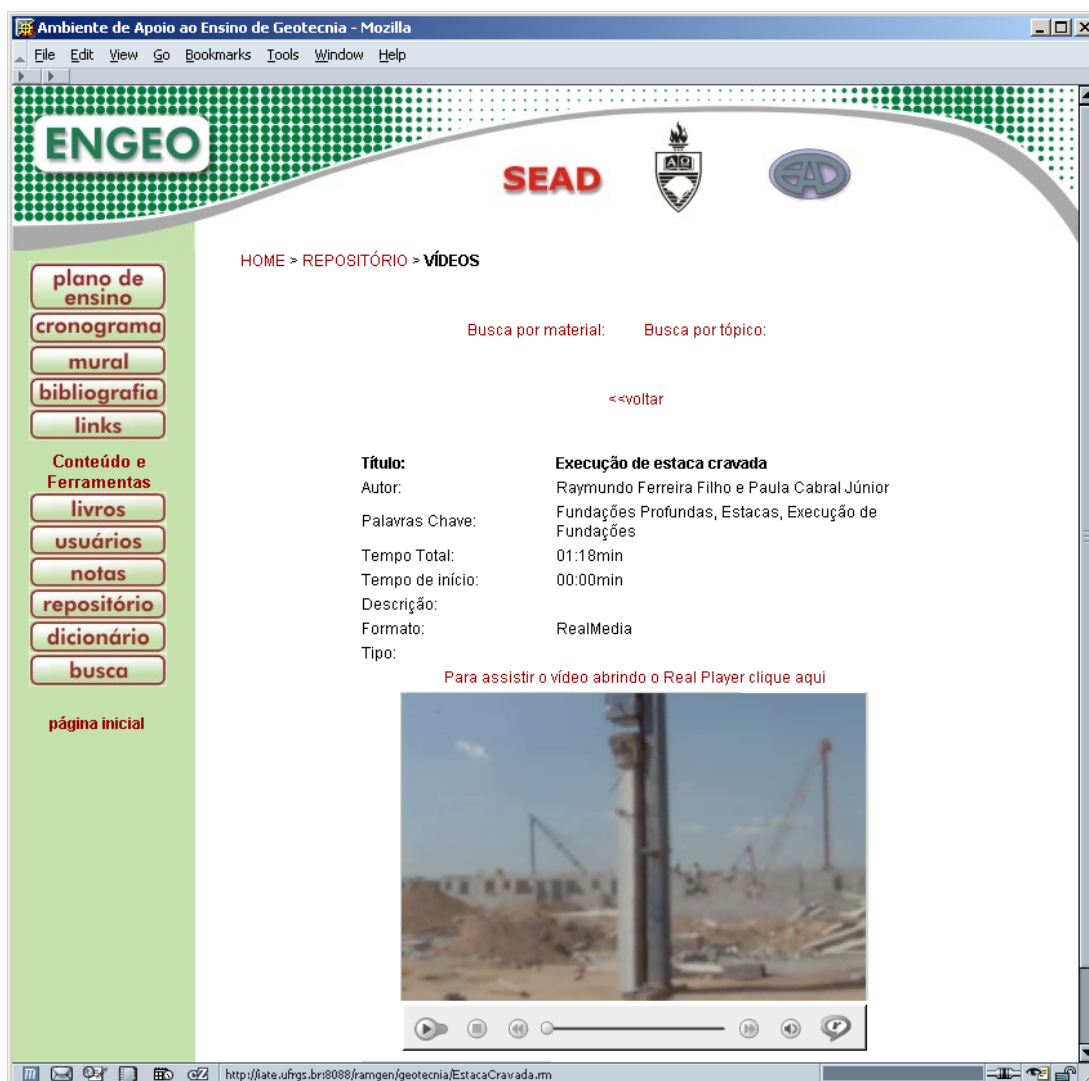 Ambiente de Apoio ao Ensino de Geotecnia - Mozilla
File Edit View Go Bookmarks Tools Window Help
ENGEO
SEAD
EAD
HOME > REPOSITÓRIO > VÍDEOS
plano de
ensino
cronograma
mural
bibliografia
links
Conteúdo e
Ferramentas
livros
usuários
notas
repositório
dicionário
busca
página inicial
Busca por material: Busca por tópico:
<<voltar
Título: Execução de estaca cravada
Autor: Raymundo Ferreira Filho e Paula Cabral Júnior
Palavras Chave: Fundações Profundas, Estacas, Execução de
Fundações
Tempo Total: 01:18min
Tempo de início: 00:00min
Descrição:
Formato: RealMedia
Tipo:
Para assistir o vídeo abrindo o Real Player clique aqui
http://iate.ufrgs.br:8088/ramgen/geotecnia/EstacaCravada.rm